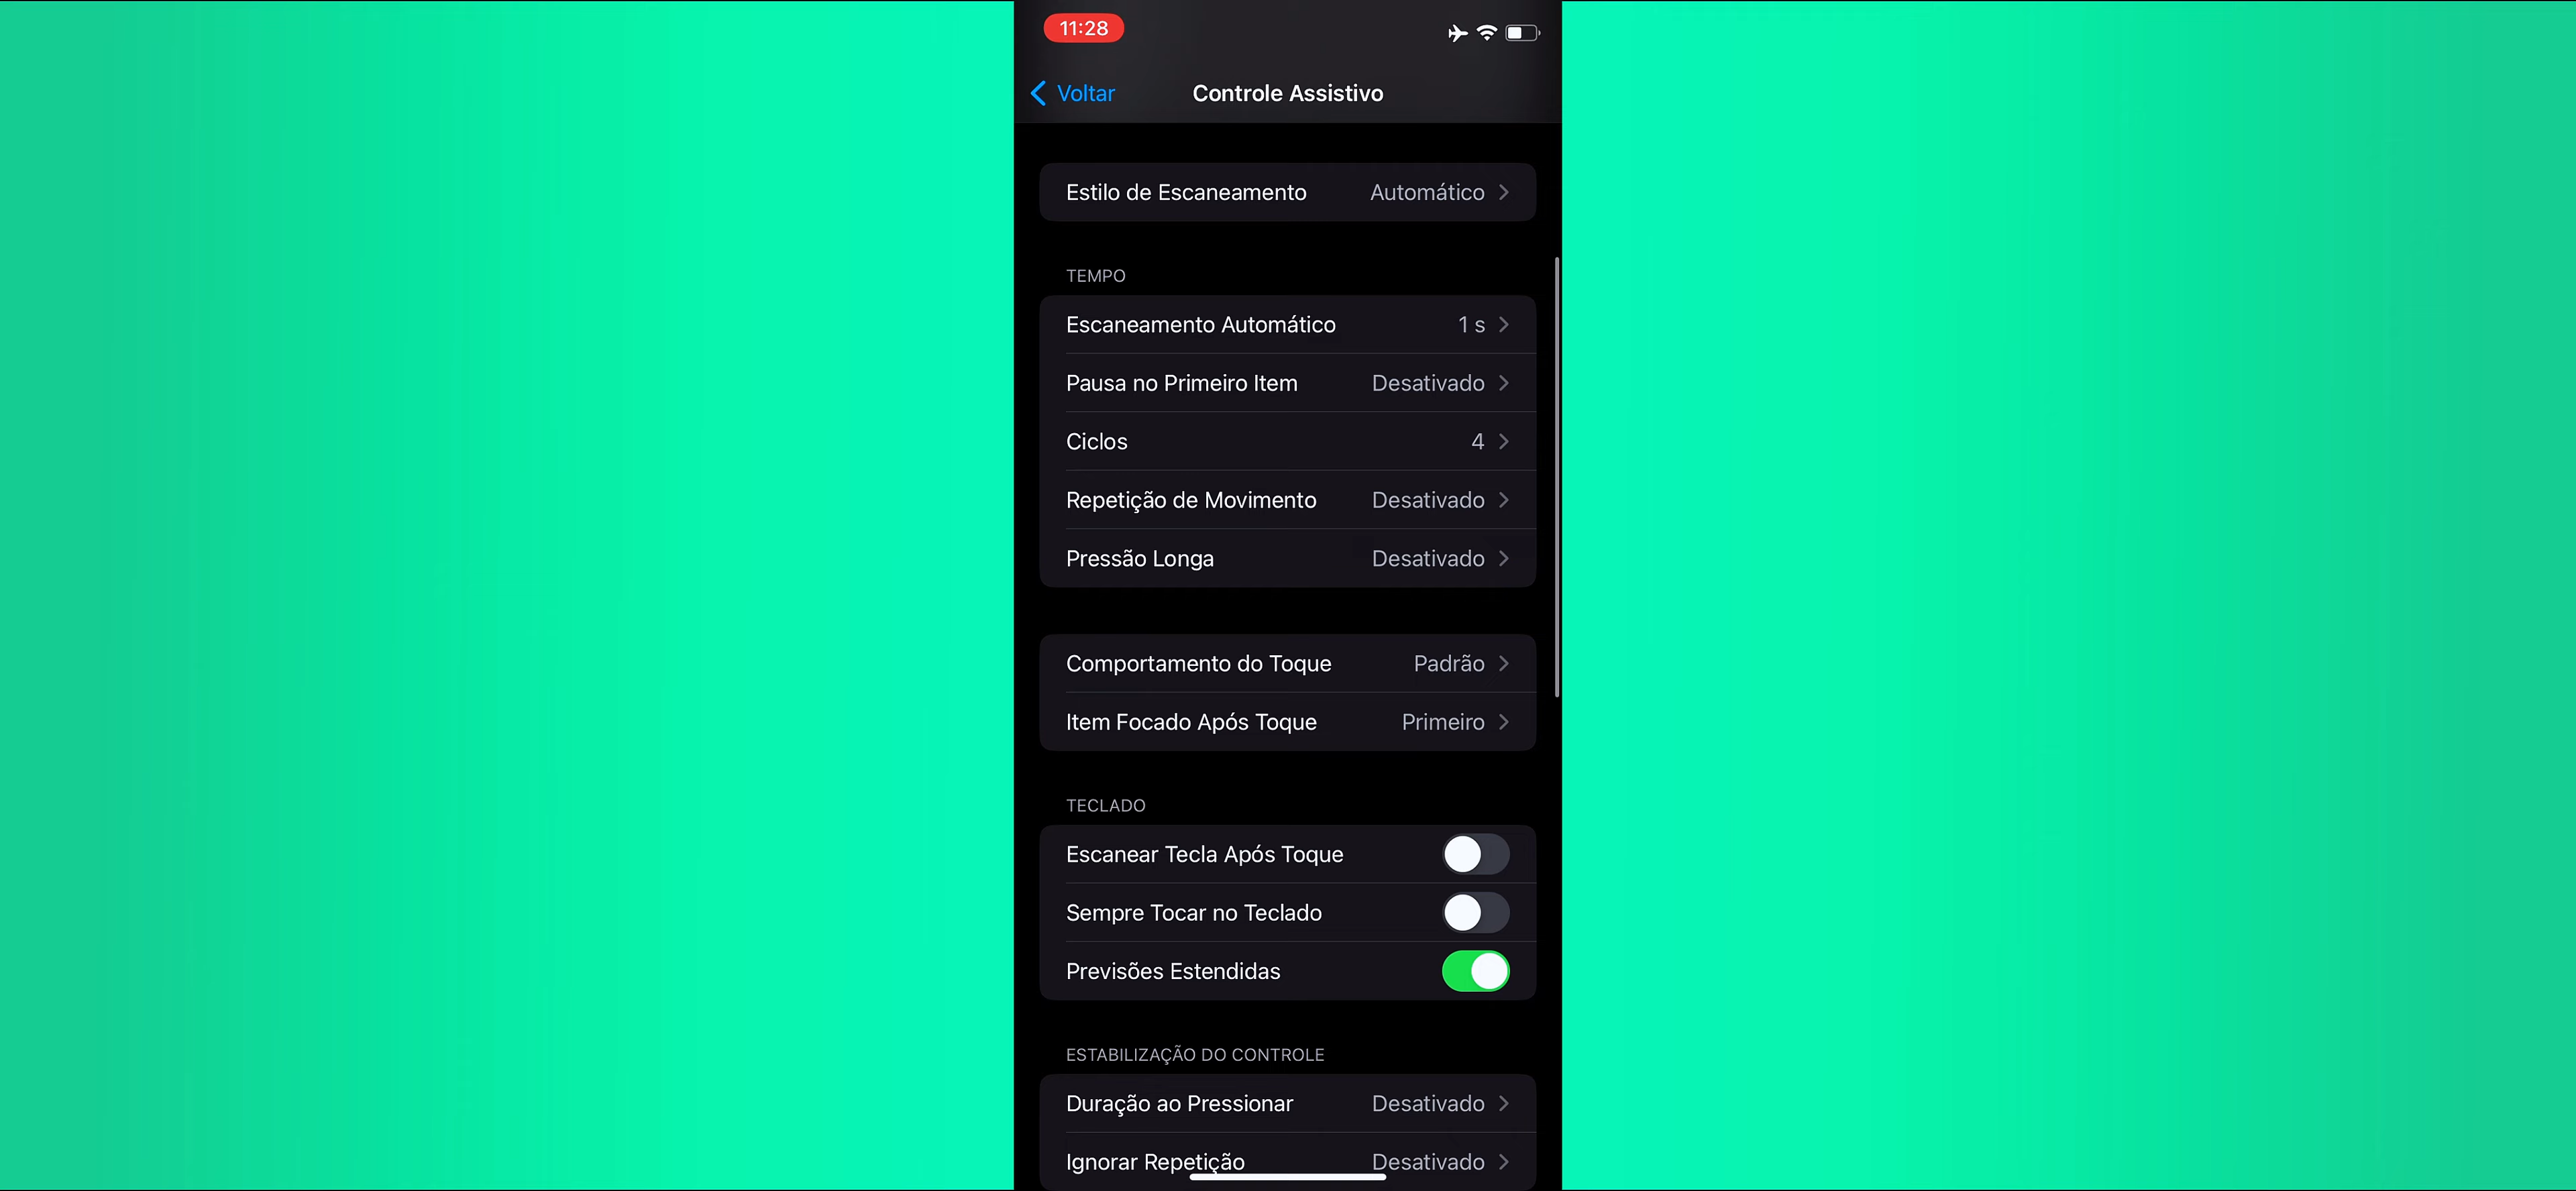 11:28
Voltar
Controle Assistivo
Estilo de Escaneamento Automático
TEMPO
Escaneamento Automático 1 s
Pausa no Primeiro Item Desativado
Ciclos 4
Repetição de Movimento Desativado
Pressão Longa Desativado
Comportamento do Toque Padrão
Item Focado Após Toque Primeiro
TECLADO
Escanear Tecla Após Toque
Sempre Tocar no Teclado
Previsões Estendidas
ESTABILIZAÇÃO DO CONTROLE
Duração ao Pressionar Desativado
Ignorar Repetição Desativado